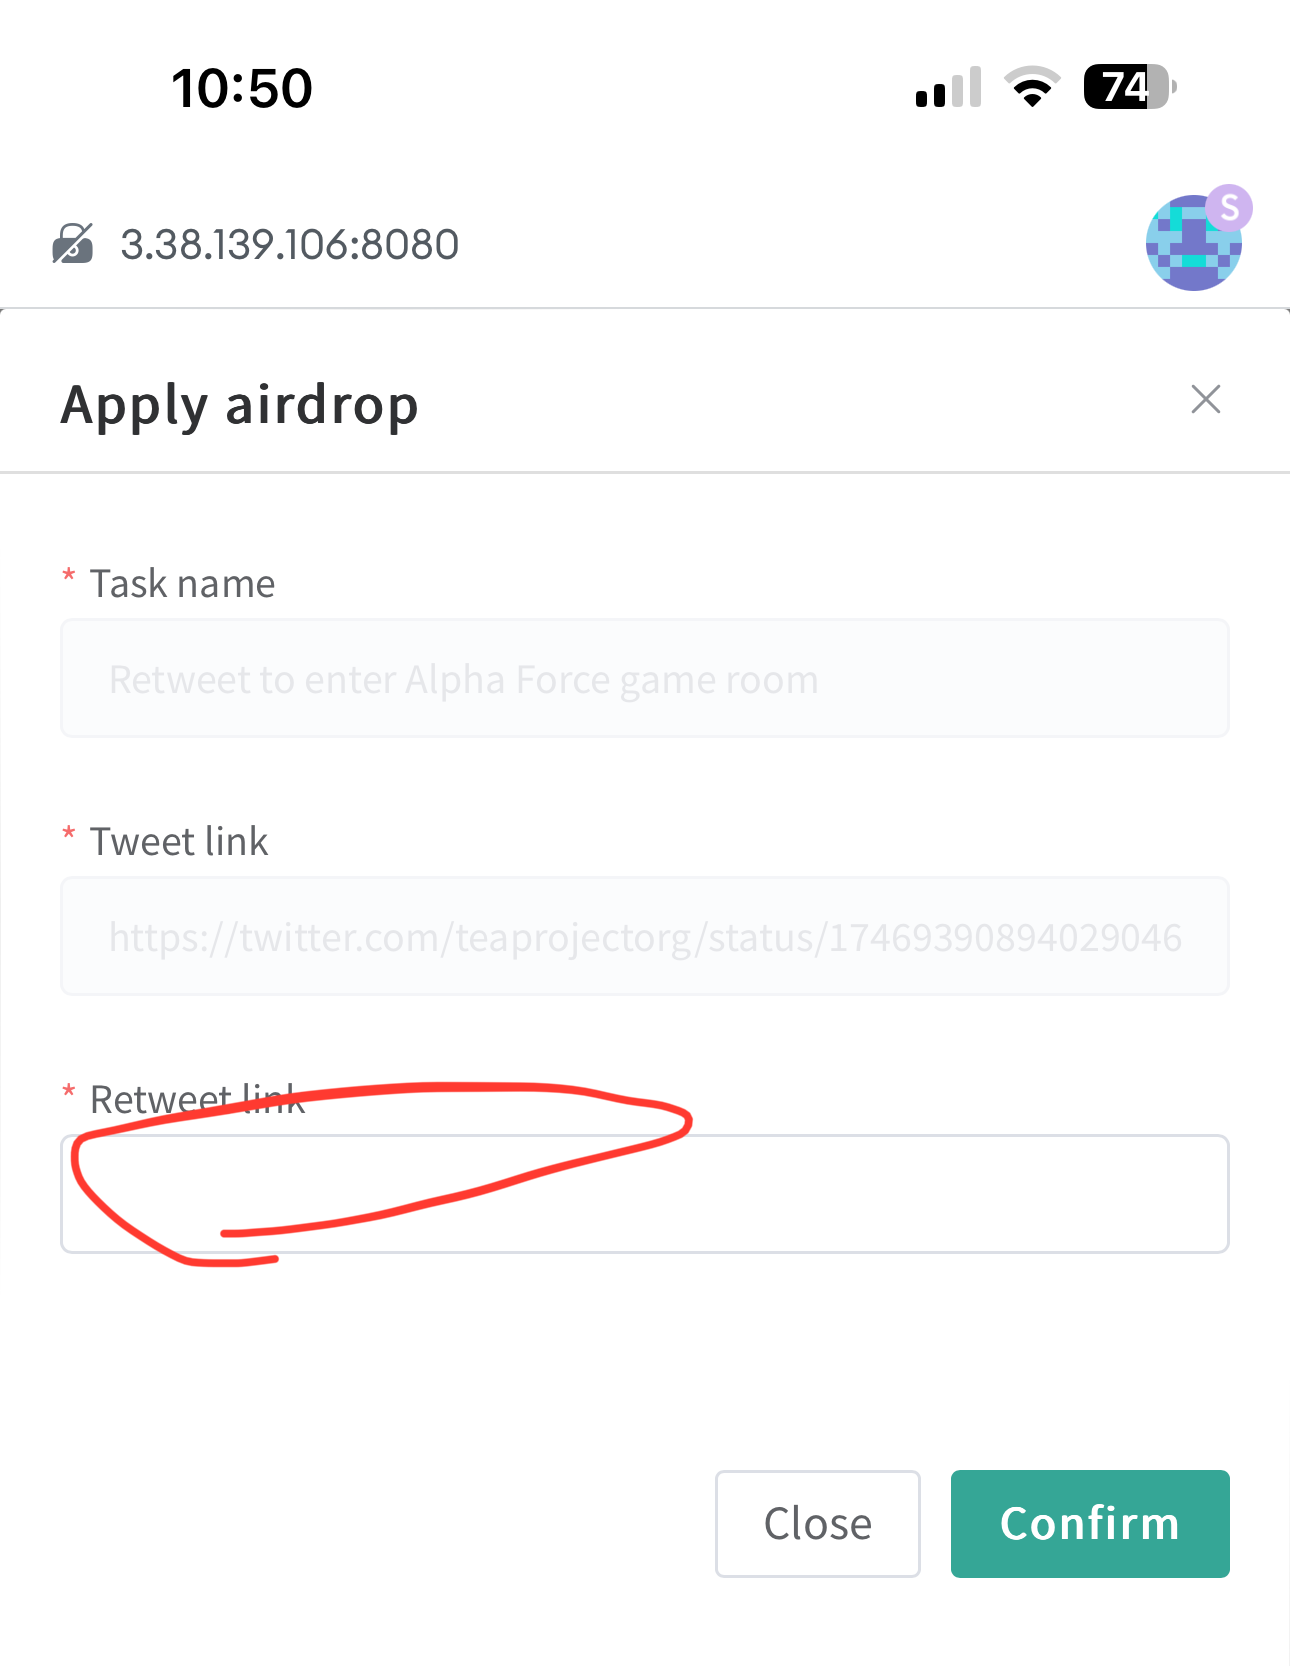 10:50
74
3.38.139.106:8080
S
Apply airdrop
* Task name
Retweet to enter Alpha Force game room
* Tweet link
https://twitter.com/teaprojectorg/status/17469390894029046
* Retweet link
Close
Confirm